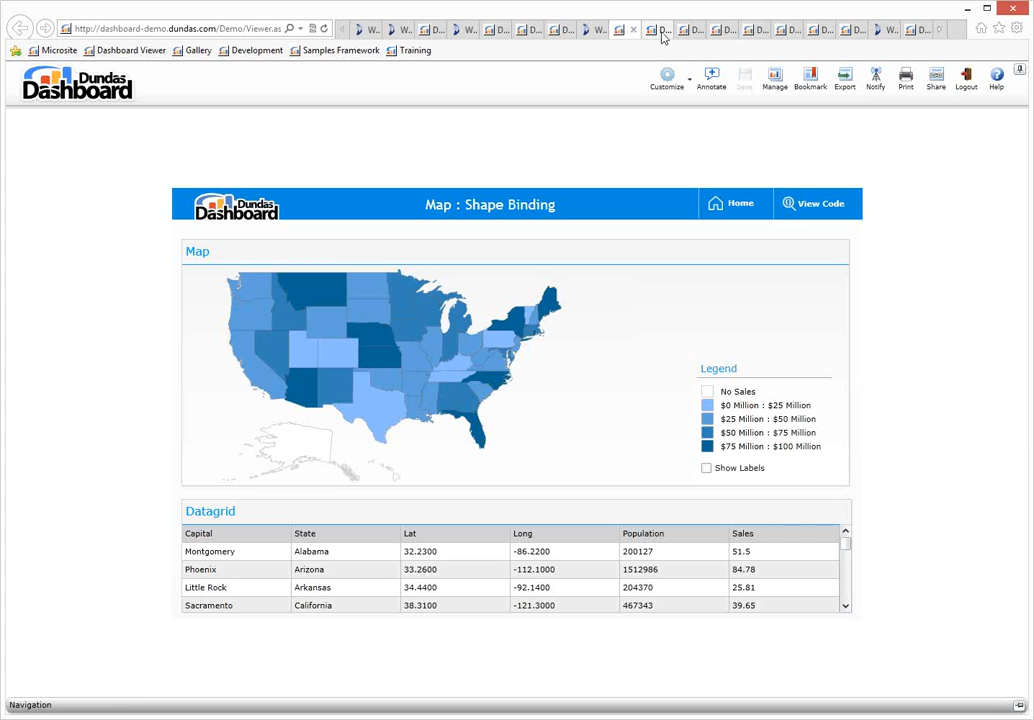 http://dashboard-demo.dundas.com/Demo/Viewer.as
W...
W...
D...
W...
D...
D...
D...
W...
D...
D...
D...
D...
D...
D...
D...
W...
D...
Microsite
Dashboard Viewer
Gallery
Development
Samples Framework
Training
Dundas
Dashboard
Customize
Annotate
Save
Manage
Bookmark
Export
Notify
Print
Share
Logout
Help
Dundas
Dashboard
Map : Shape Binding
Home
View Code
Map
Legend
No Sales
$0 Million : $25 Million
$25 Million : $50 Million
$50 Million : $75 Million
$75 Million : $100 Million
Show Labels
Datagrid
Capital State Lat Long Population Sales
Montgomery Alabama 32.2300 -86.2200 200127 51.5
Phoenix Arizona 33.2600 -112.1000 1512986 84.78
Little Rock Arkansas 34.4400 -92.1400 204370 25.81
Sacramento California 38.3100 -121.3000 467343 39.65
Navigation